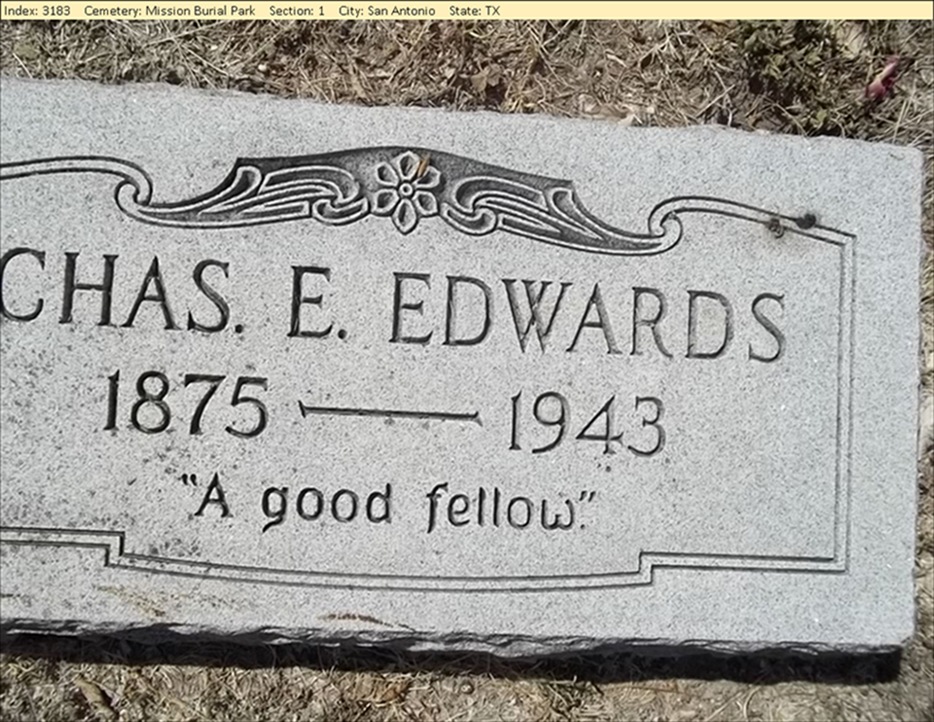 Index: 3183 Cemetery: Mission Burial Park Section: 1 City: San Antonio State: TX
CHAS. E. EDWARDS
1875 — 1943
"A good fellow."